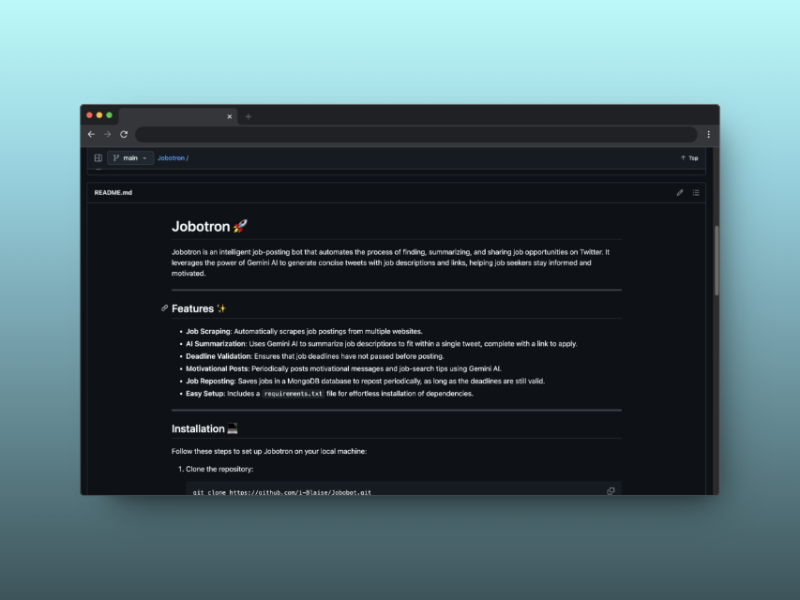 main
Jobotron /
Top
README.md
Jobotron 🚀
Jobotron is an intelligent job-posting bot that automates the process of finding, summarizing, and sharing job opportunities on Twitter. It
leverages the power of Gemini AI to generate concise tweets with job descriptions and links, helping job seekers stay informed and
motivated.
Features ✨
• Job Scraping: Automatically scrapes job postings from multiple websites.
• AI Summarization: Uses Gemini AI to summarize job descriptions to fit within a single tweet, complete with a link to apply.
• Deadline Validation: Ensures that job deadlines have not passed before posting.
• Motivational Posts: Periodically posts motivational messages and job-search tips using Gemini AI.
• Job Reposting: Saves jobs in a MongoDB database to repost periodically, as long as the deadlines are still valid.
• Easy Setup: Includes a requirements.txt file for effortless installation of dependencies.
Installation 💻
Follow these steps to set up Jobotron on your local machine:
1. Clone the repository:
git clone https://github.com/i-Blaise/Jobobot.git